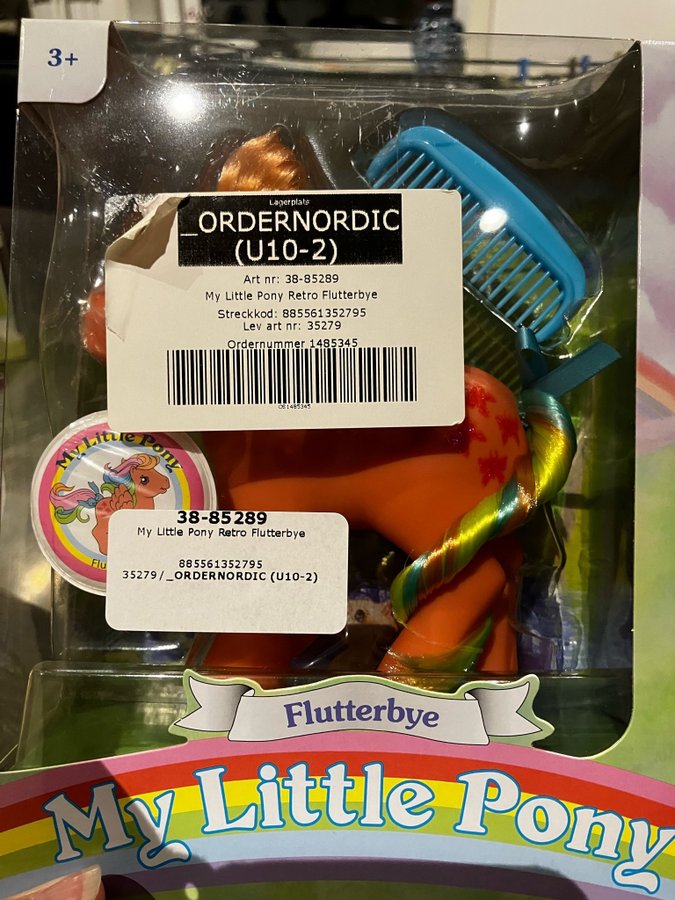 3+
Lagerplats
_ORDERNORDIC
(U10-2)
Art nr: 38-85289
My Little Pony Retro Flutterbye
Streckkod: 885561352795
Lev art nr: 35279
Ordernummer 1485345
OB1485345
My Little Pony
Flu
38-85289
My Little Pony Retro Flutterbye
885561352795
35279/_ORDERNORDIC (U10-2)
Flutterbye
My Little Pony